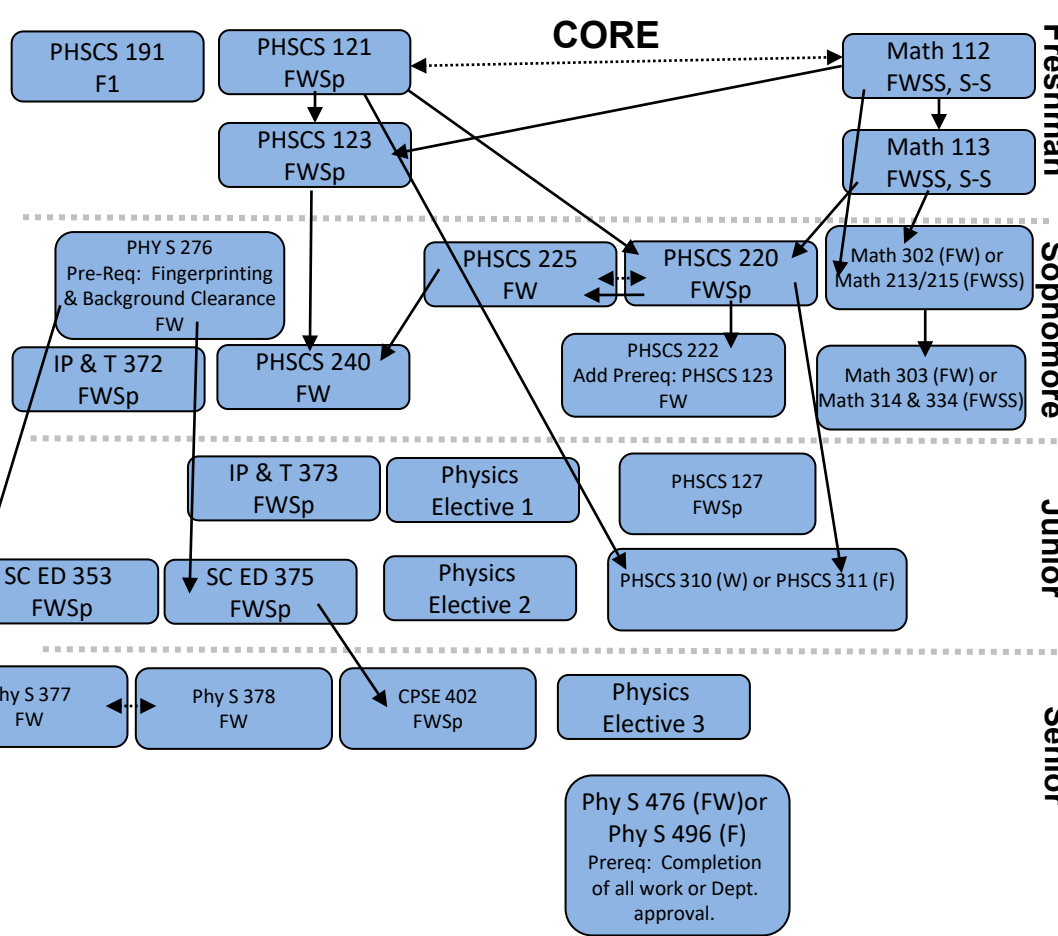 CORE
Freshman
PHSCS 191
F1
PHSCS 121
FWSp
Math 112
FWSS, S-S
PHSCS 123
FWSp
Math 113
FWSS, S-S
Sophomore
PHY S 276
Pre-Req: Fingerprinting
& Background Clearance
FW
PHSCS 225
FW
PHSCS 220
FWSp
Math 302 (FW) or
Math 213/215 (FWSS)
IP & T 372
FWSp
PHSCS 240
FW
PHSCS 222
Add Prereq: PHSCS 123
FW
Math 303 (FW) or
Math 314 & 334 (FWSS)
Junior
IP & T 373
FWSp
Physics
Elective 1
PHSCS 127
FWSp
SC ED 353
FWSp
SC ED 375
FWSp
Physics
Elective 2
PHSCS 310 (W) or PHSCS 311 (F)
Senior
hy S 377
FW
Phy S 378
FW
CPSE 402
FWSp
Physics
Elective 3
Phy S 476 (FW)or
Phy S 496 (F)
Prereq: Completion
of all work or Dept.
approval.